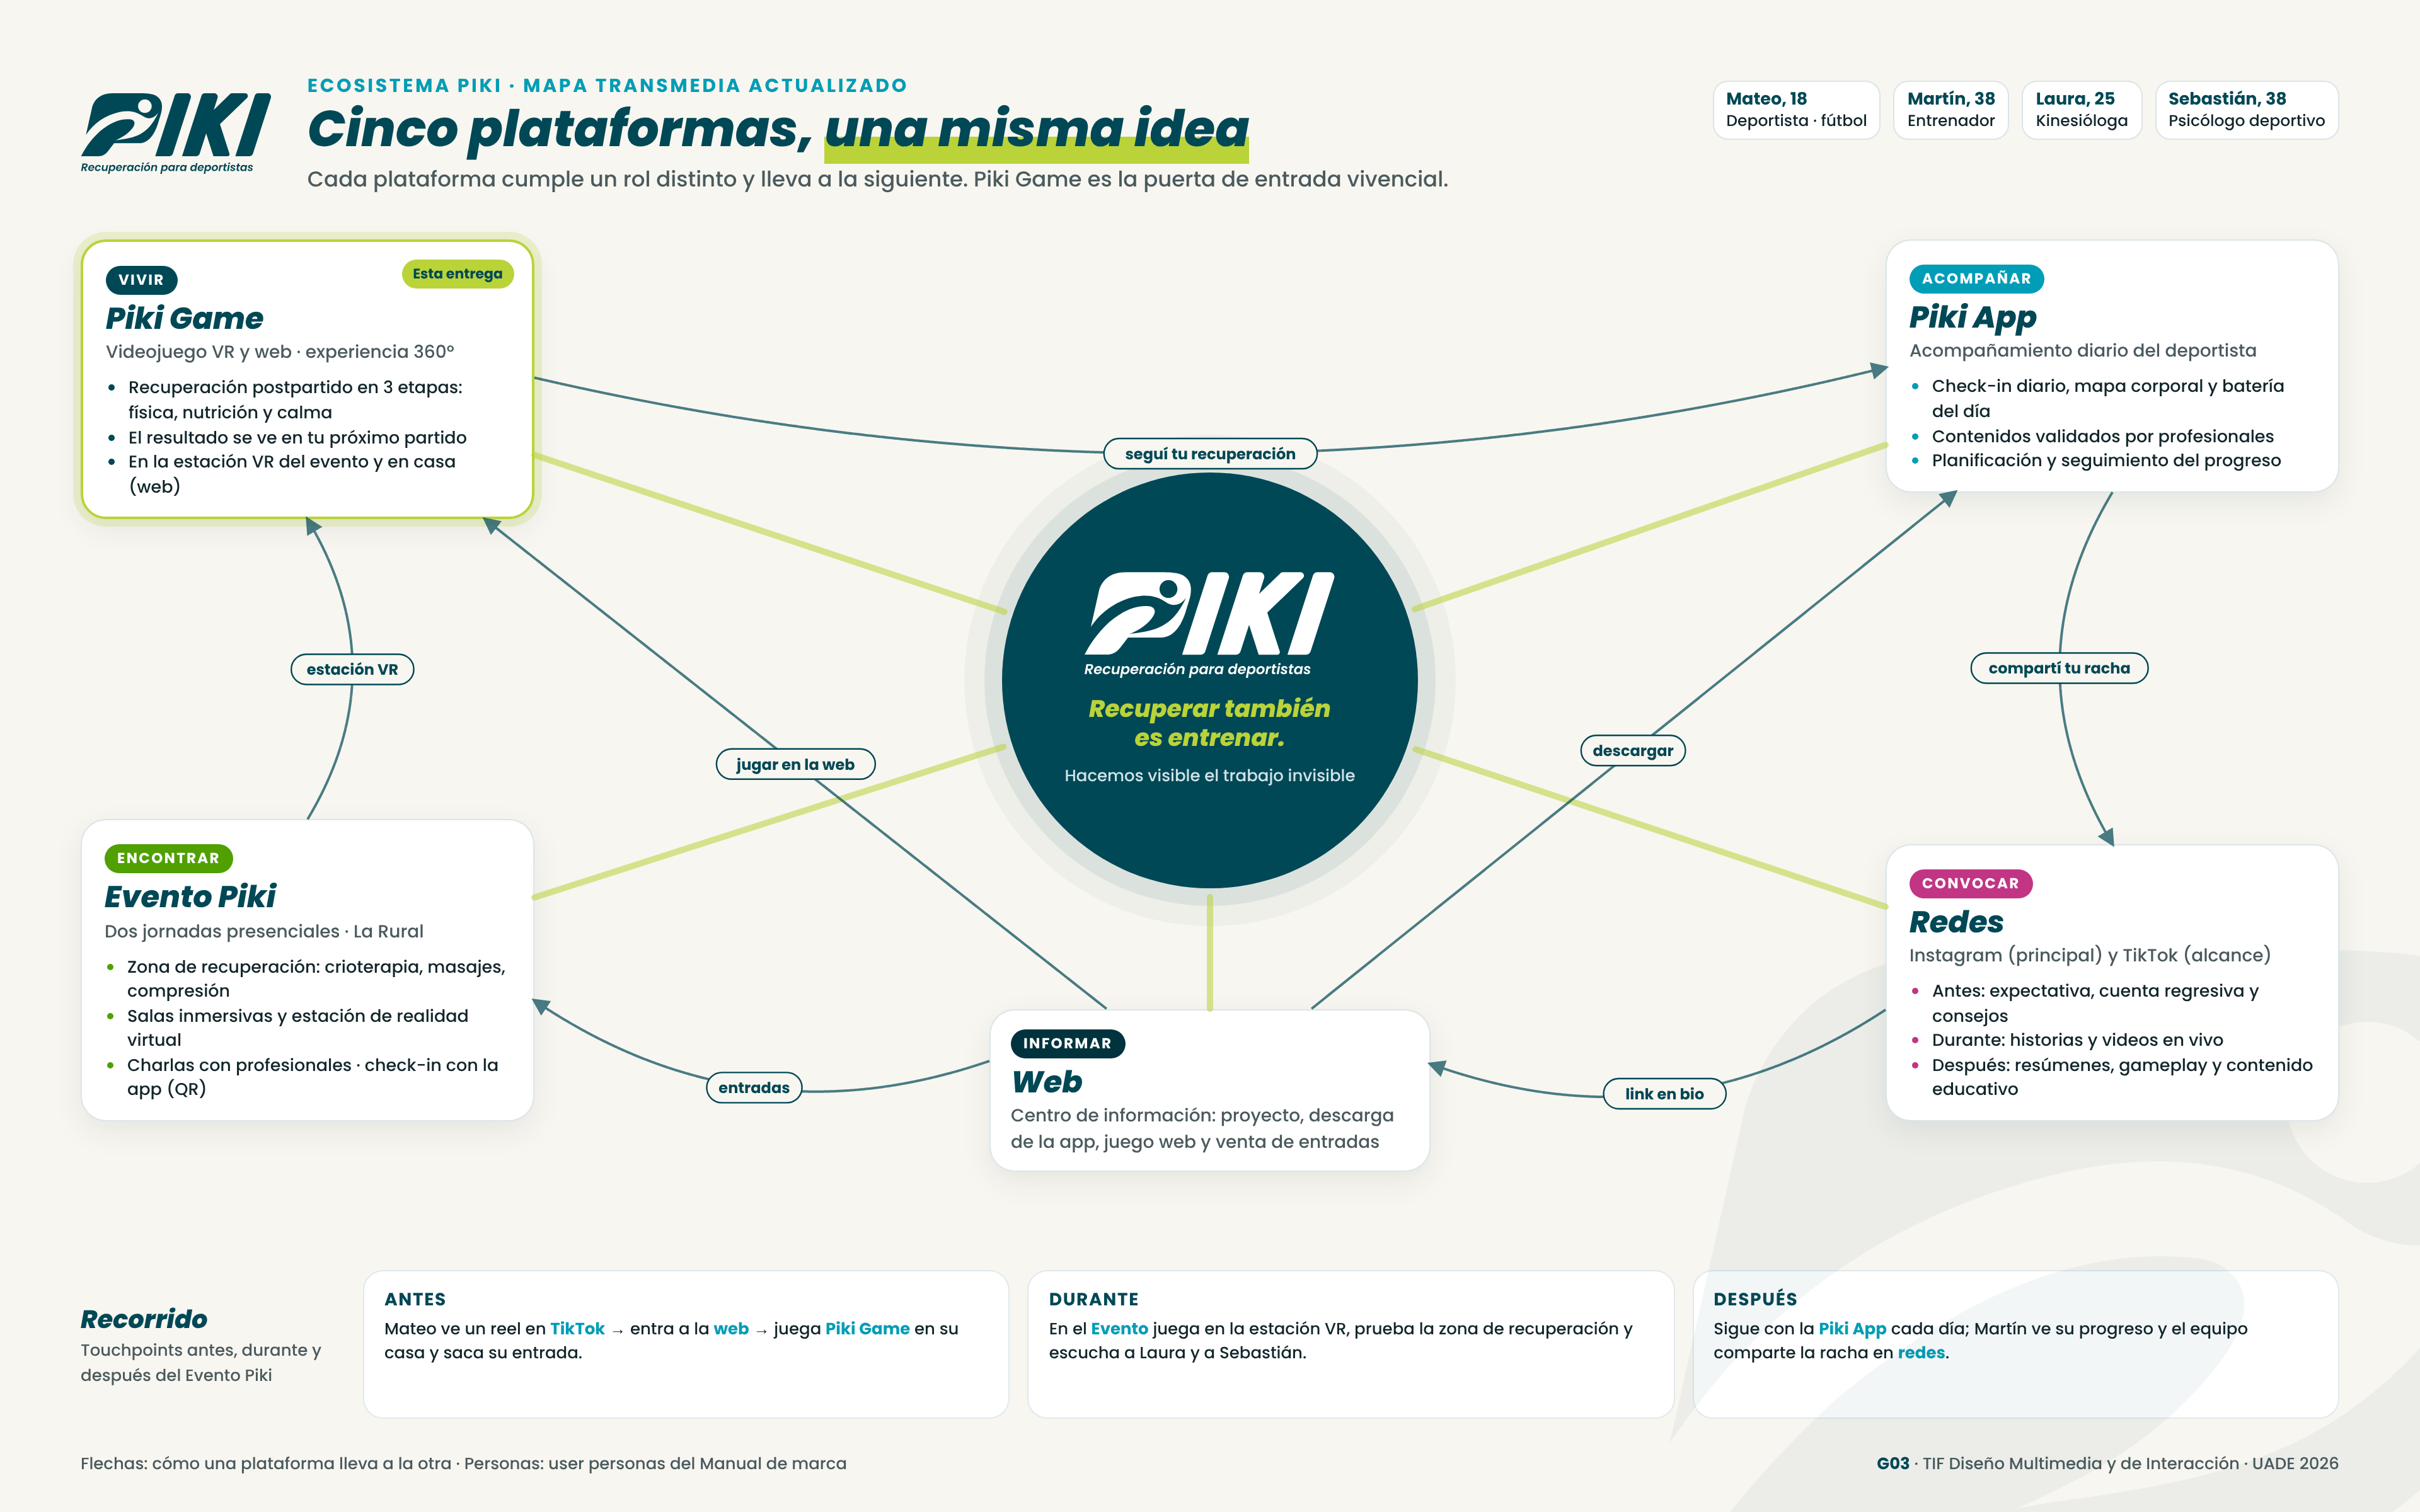 PIKI
Recuperación para deportistas
ECOSISTEMA PIKI · MAPA TRANSMEDIA ACTUALIZADO
Cinco plataformas, una misma idea
Cada plataforma cumple un rol distinto y lleva a la siguiente. Piki Game es la puerta de entrada vivencial.
Mateo, 18
Deportista · fútbol
Martín, 38
Entrenador
Laura, 25
Kinesióloga
Sebastián, 38
Psicólogo deportivo
VIVIR
Esta entrega
Piki Game
Videojuego VR y web · experiencia 360°
• Recuperación postpartido en 3 etapas:
física, nutrición y calma
• El resultado se ve en tu próximo partido
• En la estación VR del evento y en casa
(web)
ACOMPAÑAR
Piki App
Acompañamiento diario del deportista
• Check-in diario, mapa corporal y batería
del día
• Contenidos validados por profesionales
• Planificación y seguimiento del progreso
seguí tu recuperación
PIKI
Recuperación para deportistas
Recuperar también
es entrenar.
Hacemos visible el trabajo invisible
estación VR
jugar en la web
descargar
compartí tu racha
ENCONTRAR
Evento Piki
Dos jornadas presenciales · La Rural
• Zona de recuperación: crioterapia, masajes,
compresión
• Salas inmersivas y estación de realidad
virtual
• Charlas con profesionales · check-in con la
app (QR)
entradas
INFORMAR
Web
Centro de información: proyecto, descarga
de la app, juego web y venta de entradas
link en bio
CONVOCAR
Redes
Instagram (principal) y TikTok (alcance)
• Antes: expectativa, cuenta regresiva y
consejos
• Durante: historias y videos en vivo
• Después: resúmenes, gameplay y contenido
educativo
Recorrido
Touchpoints antes, durante y
después del Evento Piki
ANTES
Mateo ve un reel en TikTok → entra a la web → juega Piki Game en su
casa y saca su entrada.
DURANTE
En el Evento juega en la estación VR, prueba la zona de recuperación y
escucha a Laura y a Sebastián.
DESPUÉS
Sigue con la Piki App cada día; Martín ve su progreso y el equipo
comparte la racha en redes.
Flechas: cómo una plataforma lleva a la otra · Personas: user personas del Manual de marca
G03 · TIF Diseño Multimedia y de Interacción · UADE 2026